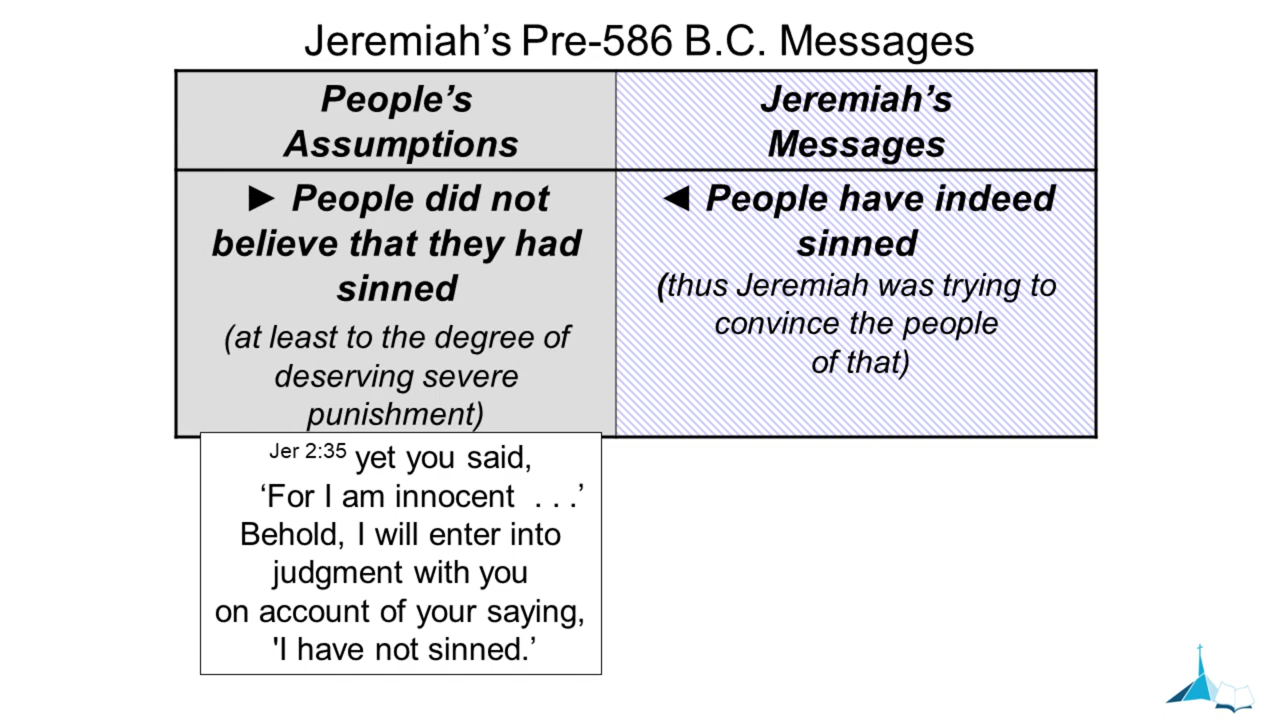 Jeremiah’s Pre-586 B.C. Messages
People’s
Assumptions
Jeremiah’s
Messages
► People did not
believe that they had
sinned
(at least to the degree of
deserving severe
punishment)
◄ People have indeed
sinned
(thus Jeremiah was trying to
convince the people
of that)
Jer 2:35 yet you said,
‘For I am innocent . . .’
Behold, I will enter into
judgment with you
on account of your saying,
'I have not sinned.’